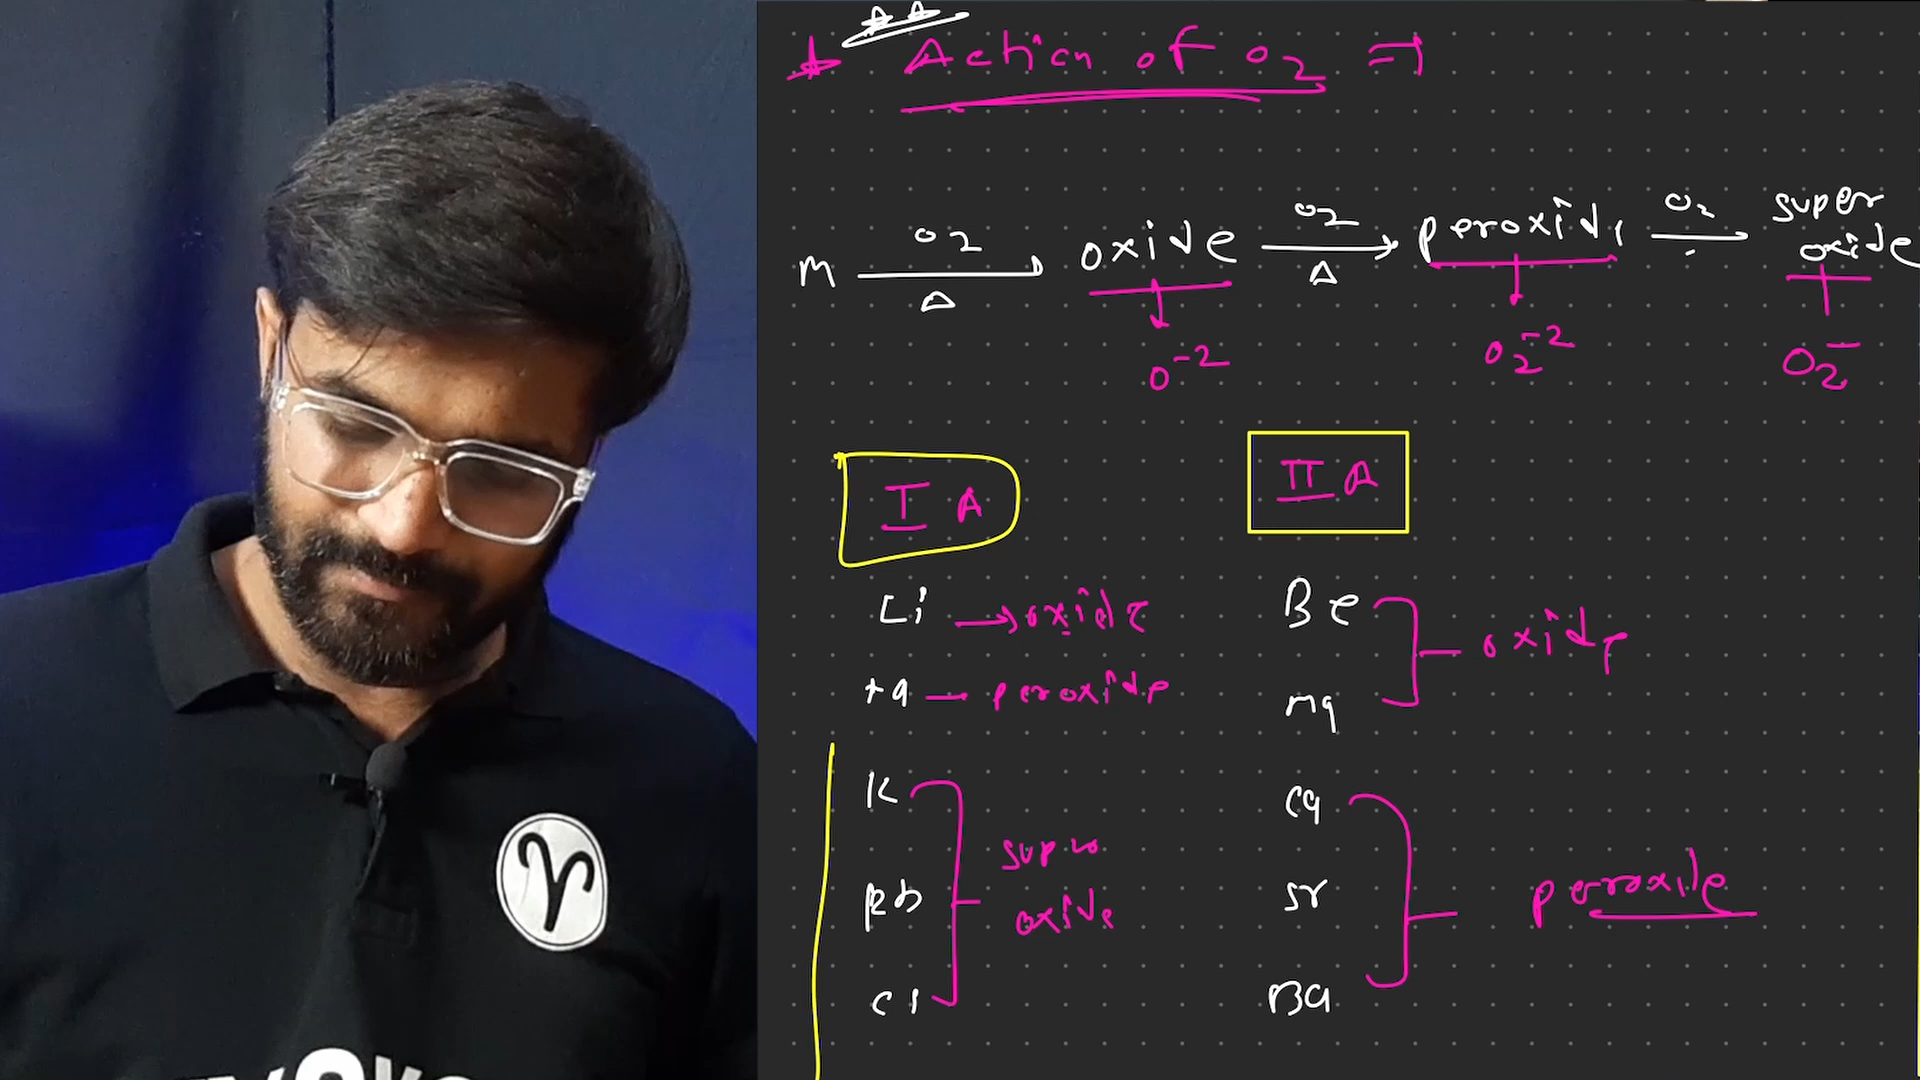 Action of O2 ⇒
M O2 Δ oxide O2 Δ peroxide O2 super oxide
O-2 O2-2 O2-
I A II A
Li → oxide Be
Na — peroxide Mg oxide
K Ca
Rb super oxide Sr peroxide
Cs Ba